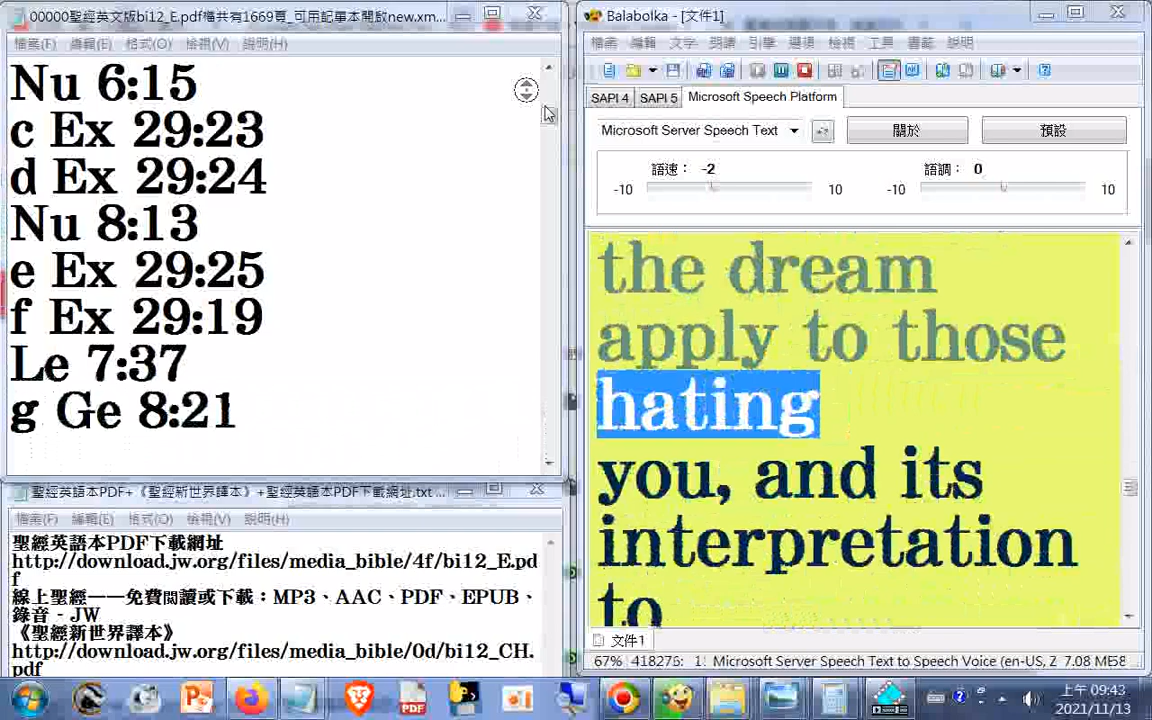 00000聖經英文版bi12_E.pdf檔共有1669頁_可用記事本開啟new.xm...
檔案(F) 編輯(E) 格式(O) 檢視(V) 說明(H)
Nu 6:15
c Ex 29:23
d Ex 29:24
Nu 8:13
e Ex 29:25
f Ex 29:19
Le 7:37
g Ge 8:21
聖經英語本PDF+《聖經新世界譯本》+聖經英語本PDF下載網址.txt ...
檔案(F) 編輯(E) 格式(O) 檢視(V) 說明(H)
聖經英語本PDF下載網址
http://download.jw.org/files/media_bible/4f/bi12_E.pd
f
線上聖經——免費閱讀或下載：MP3、AAC、PDF、EPUB、
錄音 - JW
《聖經新世界譯本》
http://download.jw.org/files/media_bible/0d/bi12_CH.
pdf
Balabolka - [文件1]
檔案 編輯 文字 閱讀 引擎 選項 檢視 工具 書籤 說明
SAPI 4 SAPI 5 Microsoft Speech Platform
Microsoft Server Speech Text 關於 預設
語速： -2 語調： 0
-10 10 -10 10
the dream
apply to those
hating
you, and its
interpretation
to
文件1
67% 418275: 1: Microsoft Server Speech Text to Speech Voice (en-US, Z 7.08 ME58
上午 09:43
2021/11/13